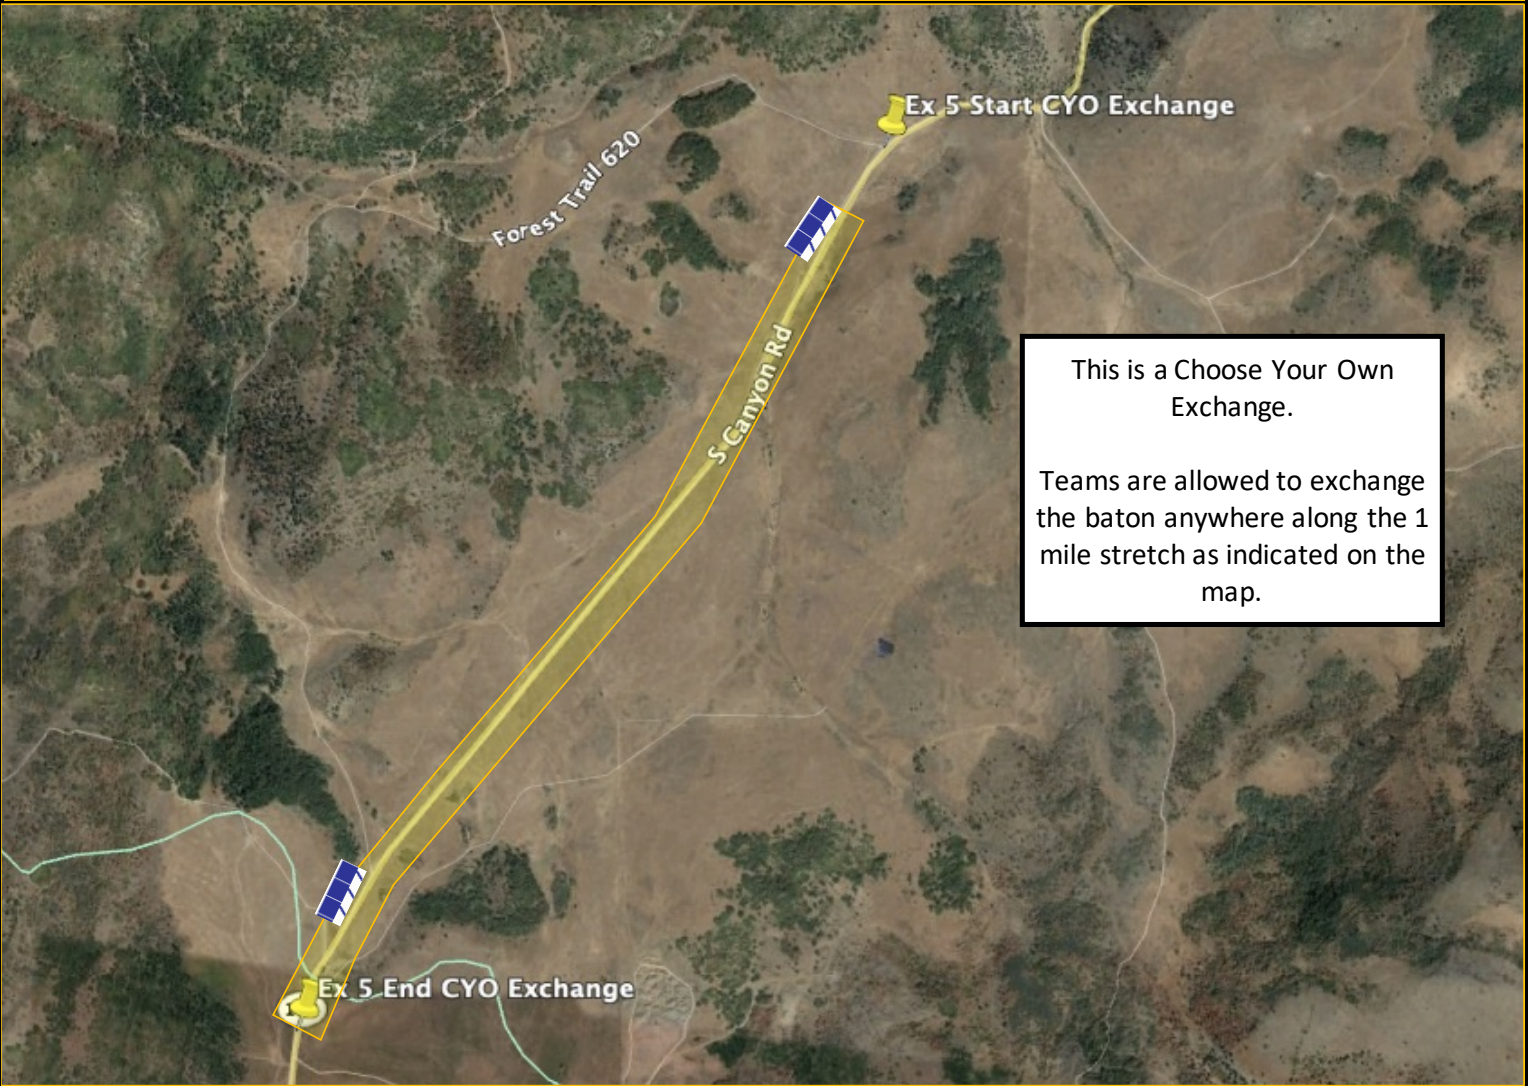 Ex 5 Start CYO Exchange
Forest Trail 620
S Canyon Rd
This is a Choose Your Own
Exchange.
Teams are allowed to exchange
the baton anywhere along the 1
mile stretch as indicated on the
map.
Ex 5 End CYO Exchange